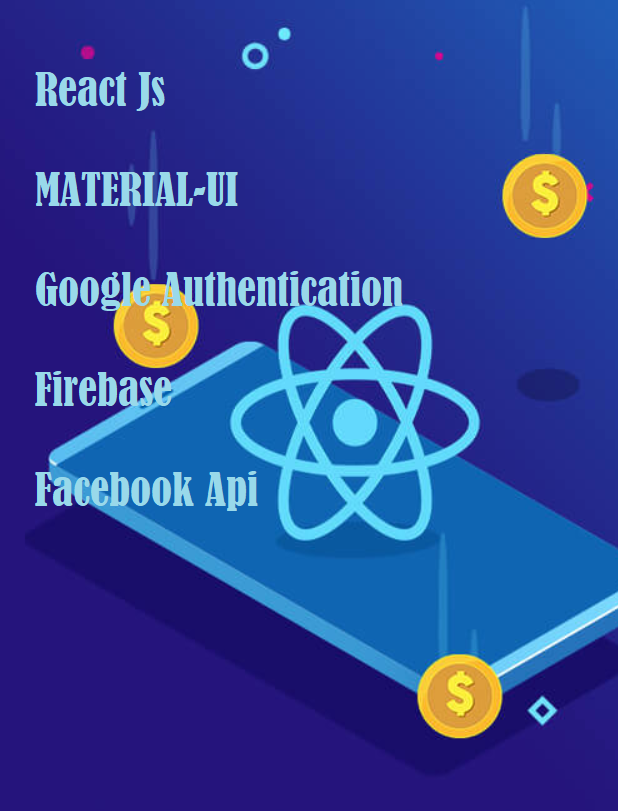 React Js
MATERIAL-UI
Google Authentication
Firebase
Facebook Api
$
$
$